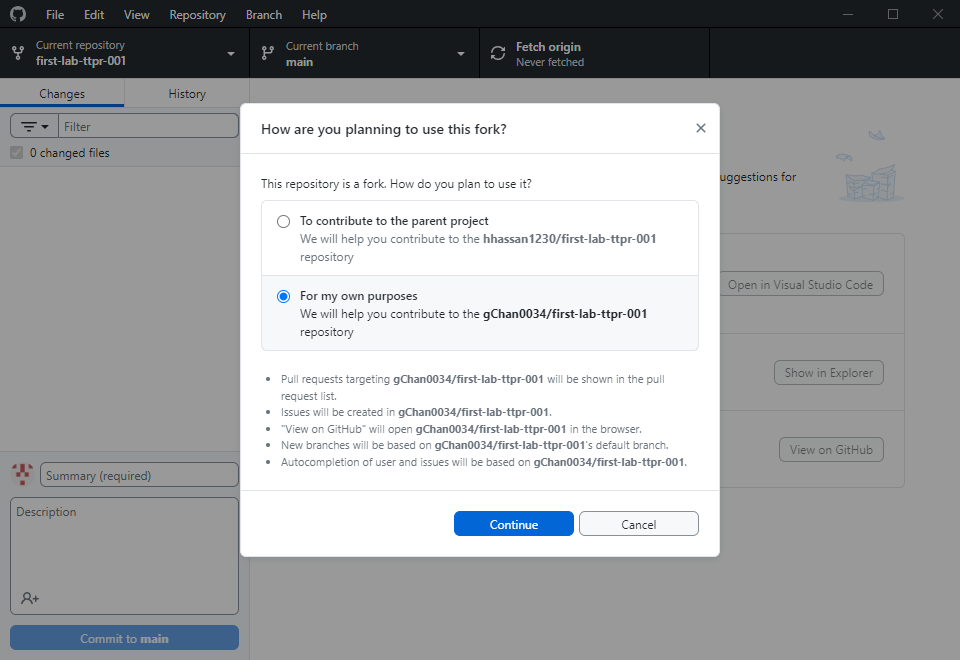 File Edit View Repository Branch Help
Current repository
first-lab-ttpr-001
Current branch
main
Fetch origin
Never fetched
Changes
History
Filter
0 changed files
How are you planning to use this fork?
This repository is a fork. How do you plan to use it?
To contribute to the parent project
We will help you contribute to the hhassan1230/first-lab-ttpr-001
repository
For my own purposes
We will help you contribute to the gChan0034/first-lab-ttpr-001
repository
• Pull requests targeting gChan0034/first-lab-ttpr-001 will be shown in the pull
request list.
• Issues will be created in gChan0034/first-lab-ttpr-001.
• "View on GitHub" will open gChan0034/first-lab-ttpr-001 in the browser.
• New branches will be based on gChan0034/first-lab-ttpr-001's default branch.
• Autocompletion of user and issues will be based on gChan0034/first-lab-ttpr-001.
Continue
Cancel
uggestions for
Open in Visual Studio Code
Show in Explorer
View on GitHub
Summary (required)
Description
Commit to main